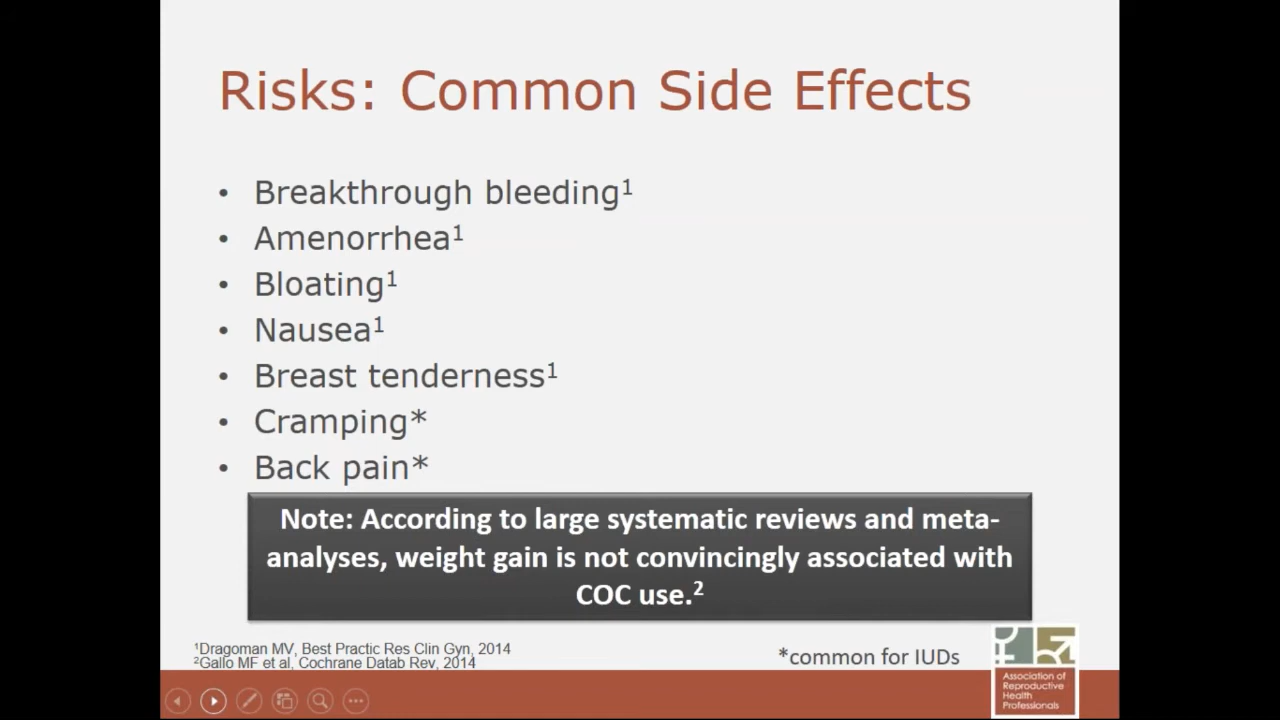 Risks: Common Side Effects
• Breakthrough bleeding¹
• Amenorrhea¹
• Bloating¹
• Nausea¹
• Breast tenderness¹
• Cramping*
• Back pain*
Note: According to large systematic reviews and meta-
analyses, weight gain is not convincingly associated with
COC use.²
¹Dragoman MV, Best Practic Res Clin Gyn, 2014
²Gallo MF et al, Cochrane Datab Rev, 2014
*common for IUDs
Association of
Reproductive
Health
Professionals